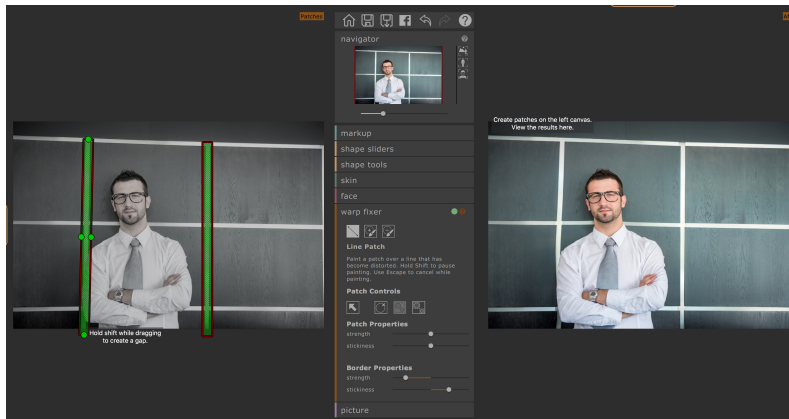 Patches
navigator
markup
shape sliders
shape tools
skin
face
warp fixer
Line Patch
Paint a patch over a line that has
become distorted. Hold Shift to pause
painting. Use Escape to cancel while
painting.
Patch Controls
Patch Properties
strength
stickiness
Border Properties
strength
stickiness
picture
Hold shift while dragging
to create a gap.
Create patches on the left canvas.
View the results here.